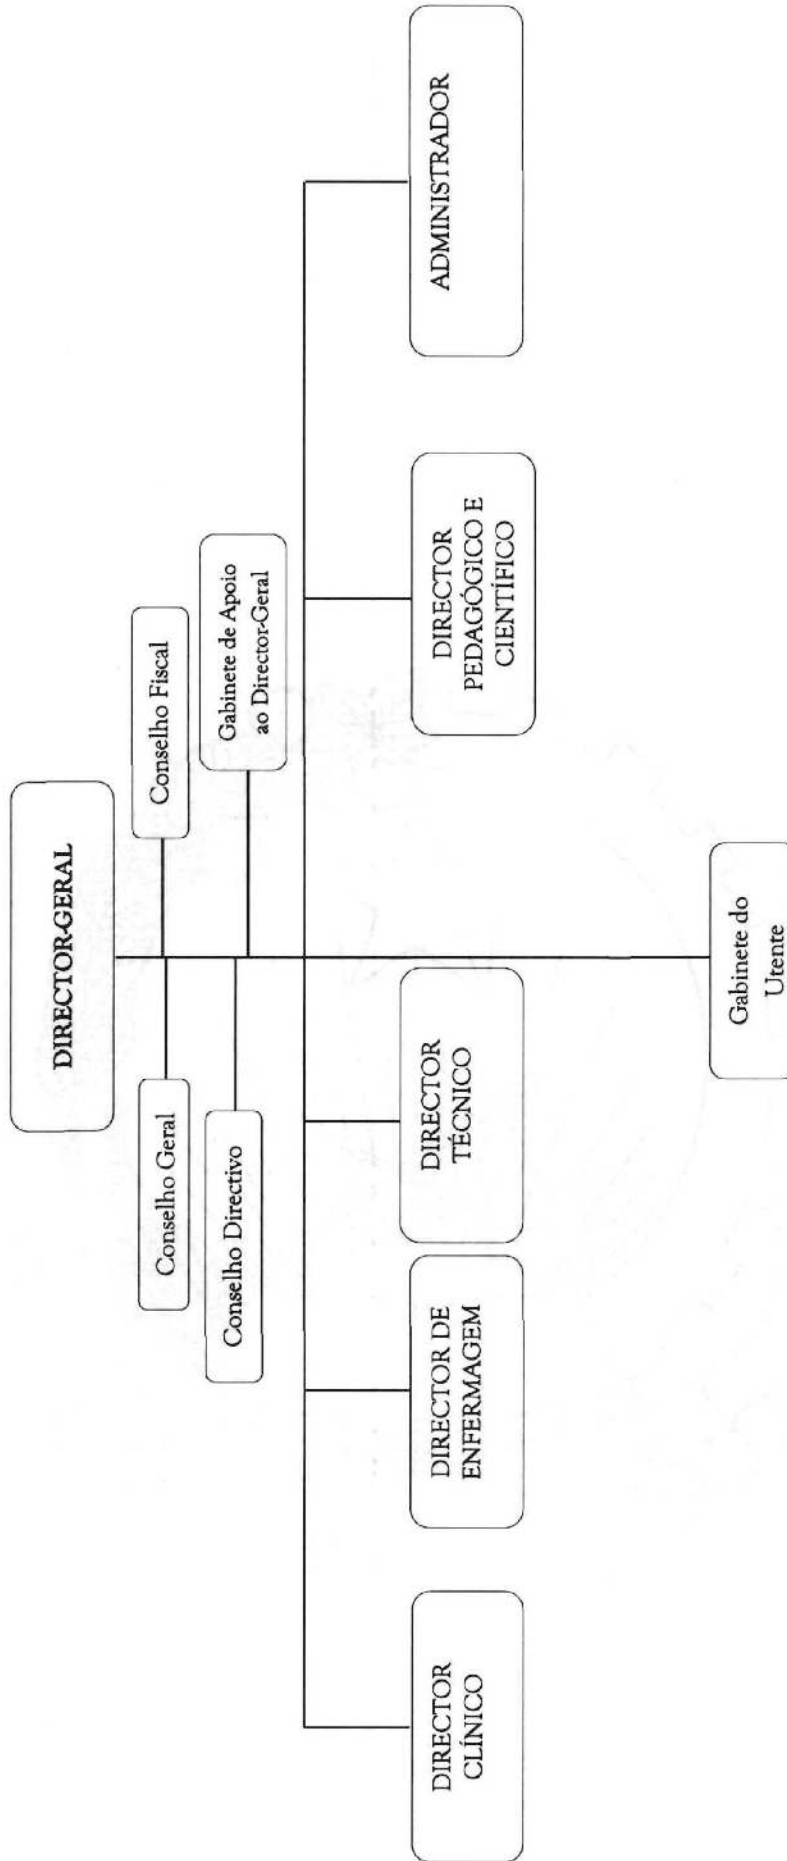 DIRECTOR-GERAL
Conselho Geral
Conselho Fiscal
Conselho Directivo
Gabinete de Apoio
ao Director-Geral
DIRECTOR
CLÍNICO
DIRECTOR DE
ENFERMAGEM
DIRECTOR
TÉCNICO
DIRECTOR
PEDAGÓGICO E
CIENTÍFICO
ADMINISTRADOR
Gabinete do
Utente